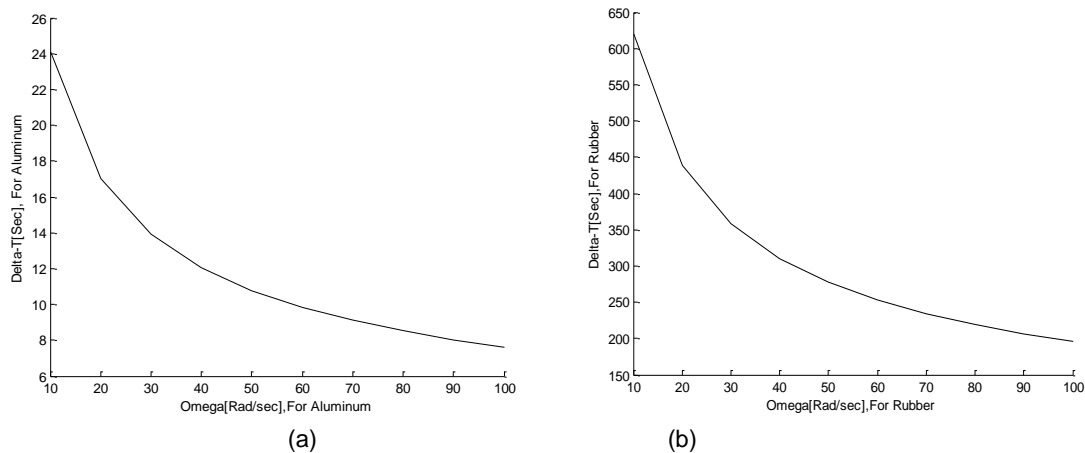 26
24
22
20
18
16
14
12
10
8
6
Delta-T[Sec], For Aluminum
10 20 30 40 50 60 70 80 90 100
Omega[Rad/sec],For Aluminum
(a)
650
600
550
500
450
400
350
300
250
200
150
Delta-T[Sec],For Rubber
10 20 30 40 50 60 70 80 90 100
Omega[Rad/sec],For Rubber
(b)